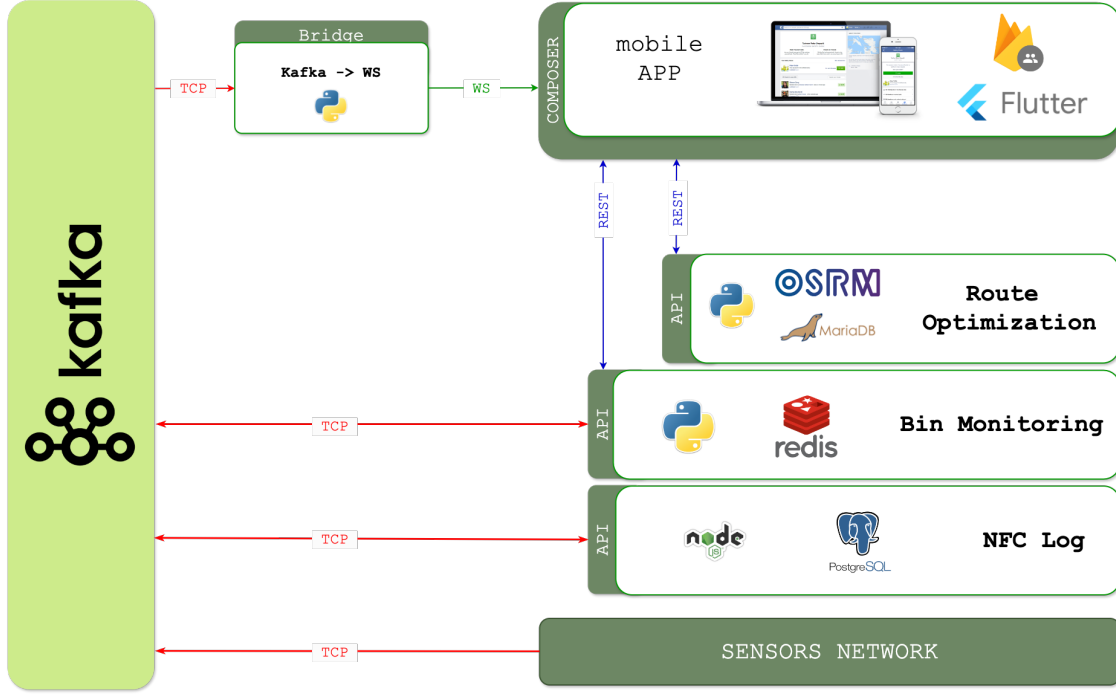 Bridge
Kafka -> WS
TCP
WS
COMPOSER
mobile
APP
Flutter
REST
REST
kafka
API
OSRM
MariaDB
Route
Optimization
TCP
API
redis
Bin Monitoring
TCP
API
node
js
PostgreSQL
NFC Log
TCP
SENSORS NETWORK